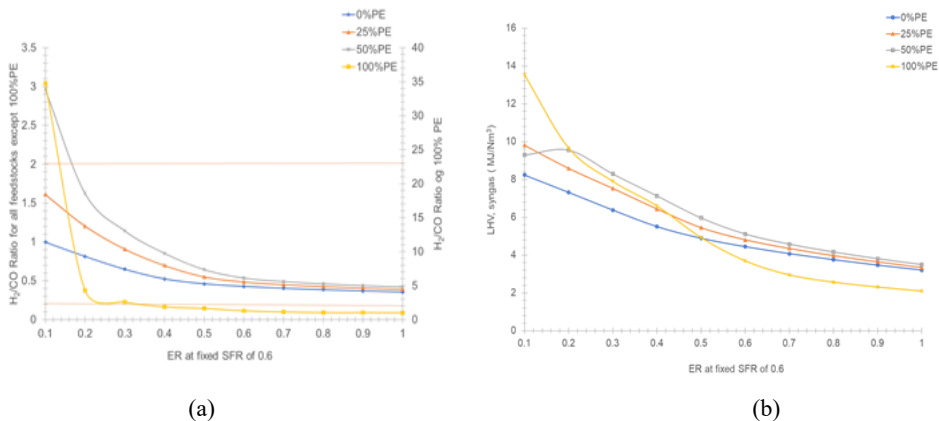 0%PE
25%PE
50%PE
100%PE
3.5
3
2.5
2
1.5
1
0.5
0
40
35
30
25
20
15
10
5
0
0.1 0.2 0.3 0.4 0.5 0.6 0.7 0.8 0.9 1
H₂/CO Ratio for all feedstocks except 100%PE
H₂/CO Ratio og 100% PE
ER at fixed SFR of 0.6
(a)
0%PE
25%PE
50%PE
100%PE
16
14
12
10
8
6
4
2
0
0.1 0.2 0.3 0.4 0.5 0.6 0.7 0.8 0.9 1
LHV, syngas ( MJ/Nm³)
ER at fixed SFR of 0.6
(b)